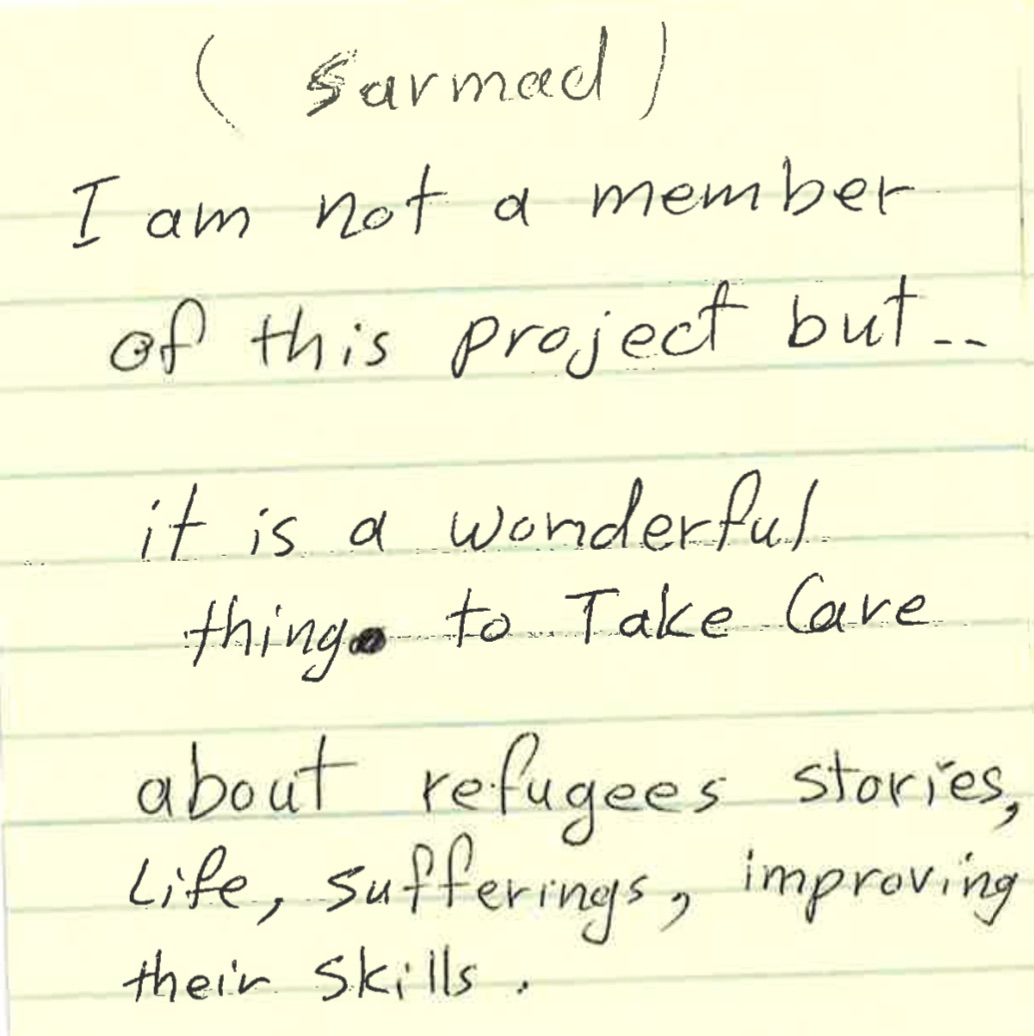 ( Sarmad )
I am not a member
of this project but..
it is a wonderful
thing to Take Care
about refugees stories,
Life, sufferings, improving
their skills.